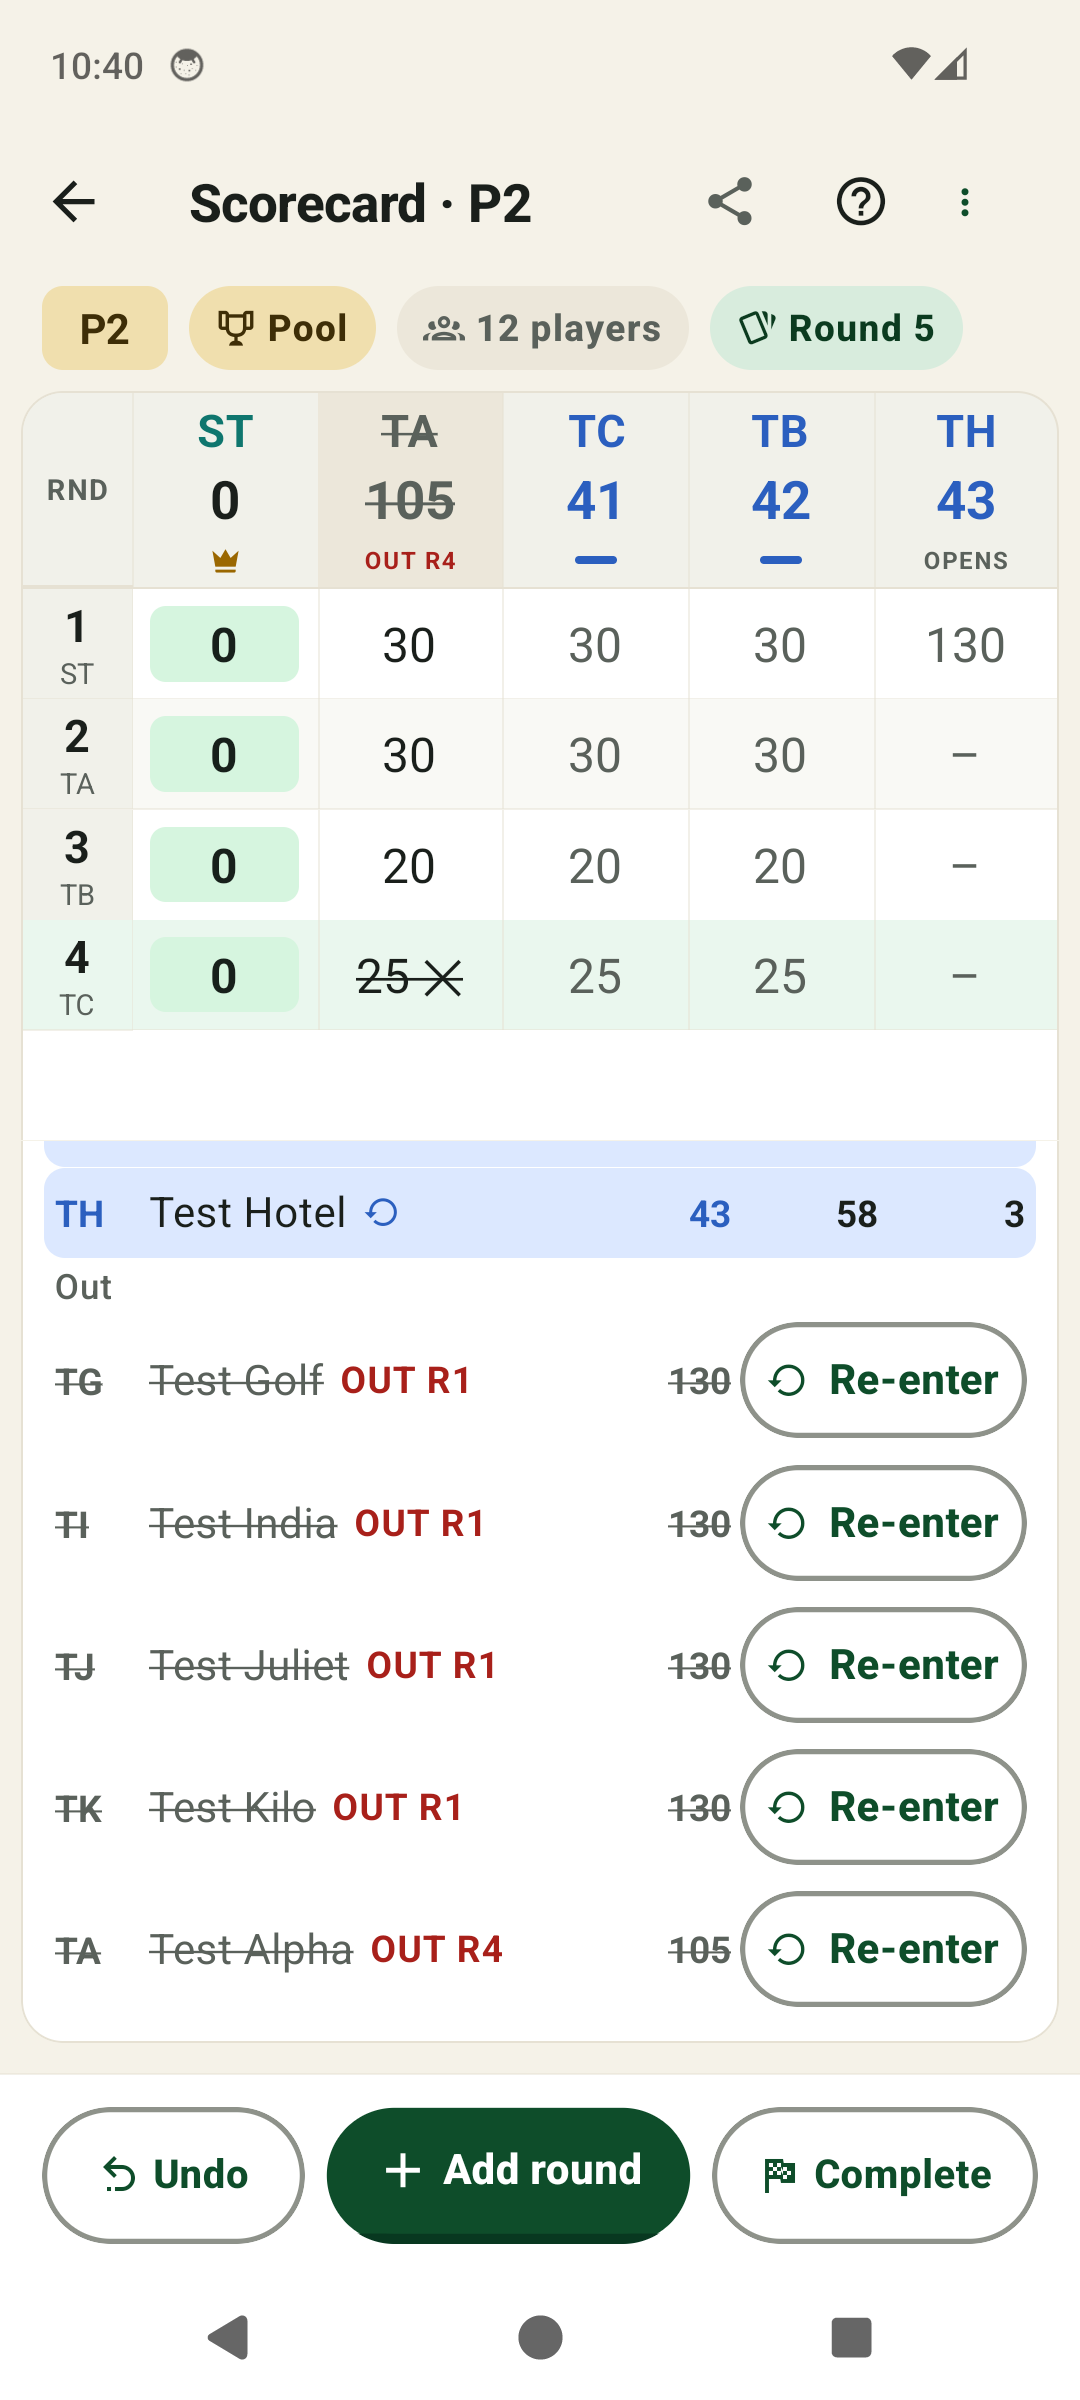 10:40
Scorecard · P2
P2 Pool 12 players Round 5
ST TA TC TB TH
RND 0 105 41 42 43
OUT R4 OPENS
1 0 30 30 30 130
ST
2 0 30 30 30 –
TA
3 0 20 20 20 –
TB
4 0 25 25 25 –
TC
TH Test Hotel 43 58 3
Out
TG Test Golf OUT R1 130 Re-enter
TI Test India OUT R1 130 Re-enter
TJ Test Juliet OUT R1 130 Re-enter
TK Test Kilo OUT R1 130 Re-enter
TA Test Alpha OUT R4 105 Re-enter
Undo + Add round Complete